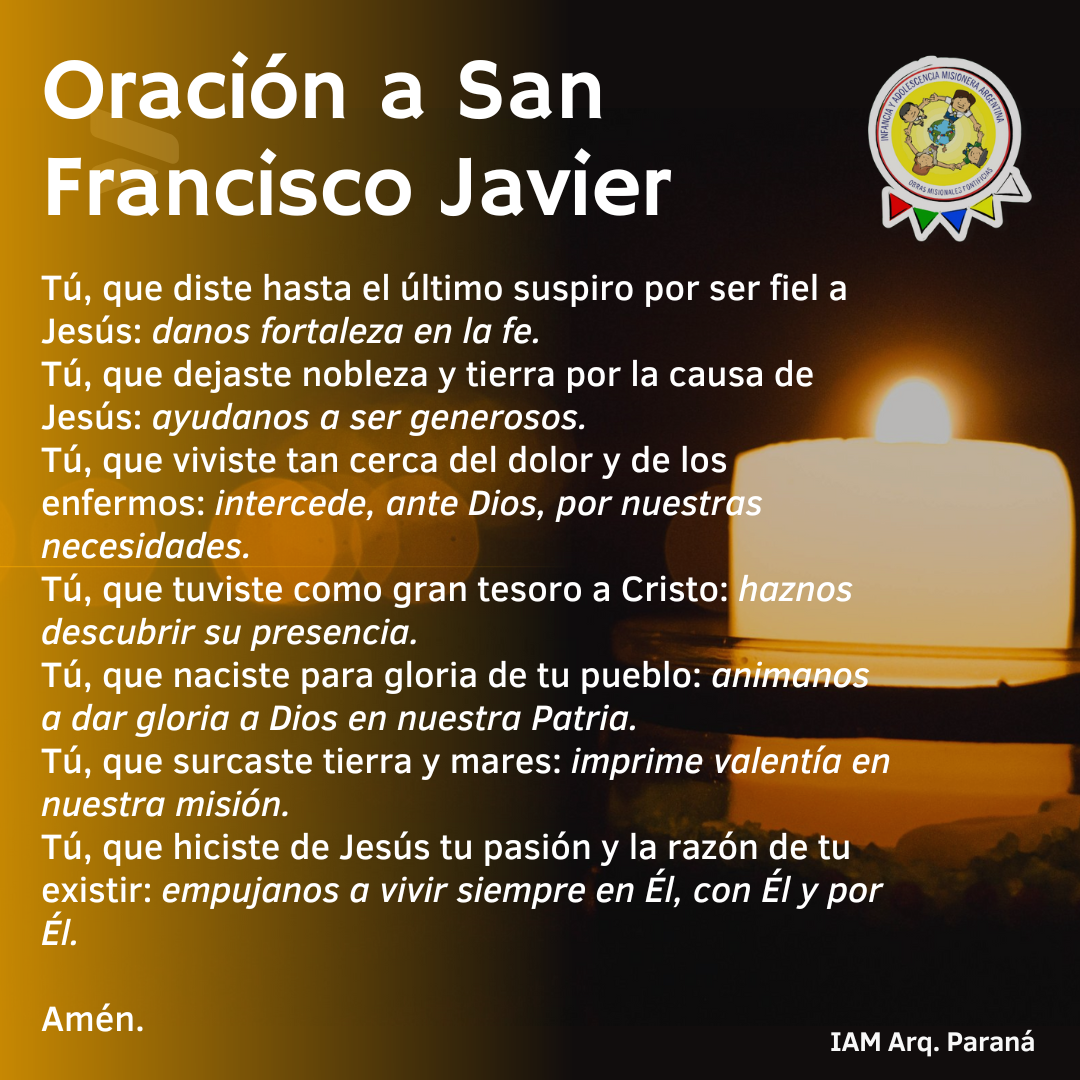 Oración a San
Francisco Javier
INFANCIA Y ADOLESCENCIA MISIONERA ARGENTINA
OBRAS MISIONALES PONTIFICIAS
Tú, que diste hasta el último suspiro por ser fiel a
Jesús: danos fortaleza en la fe.
Tú, que dejaste nobleza y tierra por la causa de
Jesús: ayudanos a ser generosos.
Tú, que viviste tan cerca del dolor y de los
enfermos: intercede, ante Dios, por nuestras
necesidades.
Tú, que tuviste como gran tesoro a Cristo: haznos
descubrir su presencia.
Tú, que naciste para gloria de tu pueblo: animanos
a dar gloria a Dios en nuestra Patria.
Tú, que surcaste tierra y mares: imprime valentía en
nuestra misión.
Tú, que hiciste de Jesús tu pasión y la razón de tu
existir: empujanos a vivir siempre en Él, con Él y por
Él.
Amén.
IAM Arq. Paraná